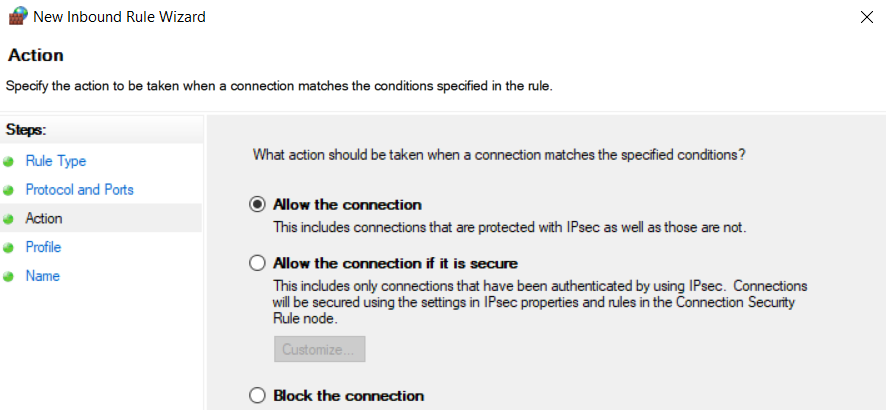 New Inbound Rule Wizard
Action
Specify the action to be taken when a connection matches the conditions specified in the rule.
Steps:
Rule Type
Protocol and Ports
Action
Profile
Name
What action should be taken when a connection matches the specified conditions?
Allow the connection
This includes connections that are protected with IPsec as well as those are not.
Allow the connection if it is secure
This includes only connections that have been authenticated by using IPsec. Connections
will be secured using the settings in IPsec properties and rules in the Connection Security
Rule node.
Customize...
Block the connection